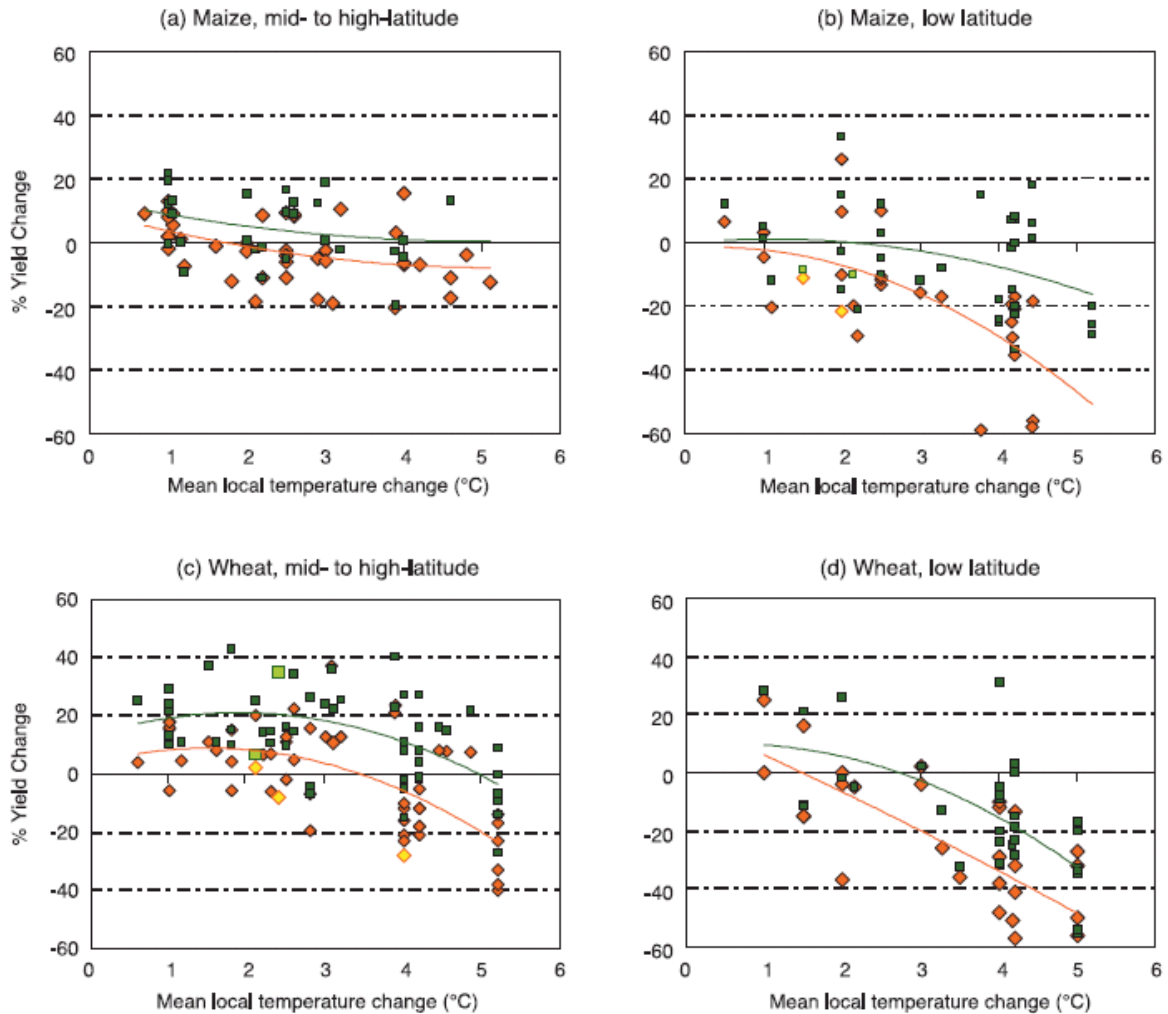 (a) Maize, mid- to high-latitude
60
40
20
0
-20
-40
-60
% Yield Change
0 1 2 3 4 5 6
Mean local temperature change (°C)
(b) Maize, low latitude
60
40
20
0
-20
-40
-60
0 1 2 3 4 5 6
Mean local temperature change (°C)
(c) Wheat, mid- to high-latitude
60
40
20
0
-20
-40
-60
% Yield Change
0 1 2 3 4 5 6
Mean local temperature change (°C)
(d) Wheat, low latitude
60
40
20
0
-20
-40
-60
0 1 2 3 4 5 6
Mean local temperature change (°C)